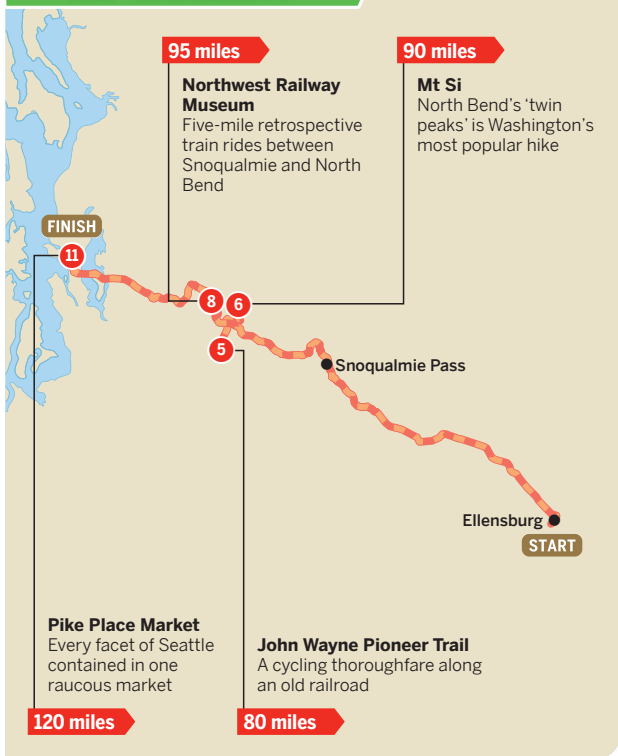 95 miles
Northwest Railway
Museum
Five-mile retrospective
train rides between
Snoqualmie and North
Bend
90 miles
Mt Si
North Bend's ‘twin
peaks’ is Washington's
most popular hike
FINISH
11
8
6
5
Snoqualmie Pass
Ellensburg
START
Pike Place Market
Every facet of Seattle
contained in one
raucous market
120 miles
John Wayne Pioneer Trail
A cycling thoroughfare along
an old railroad
80 miles